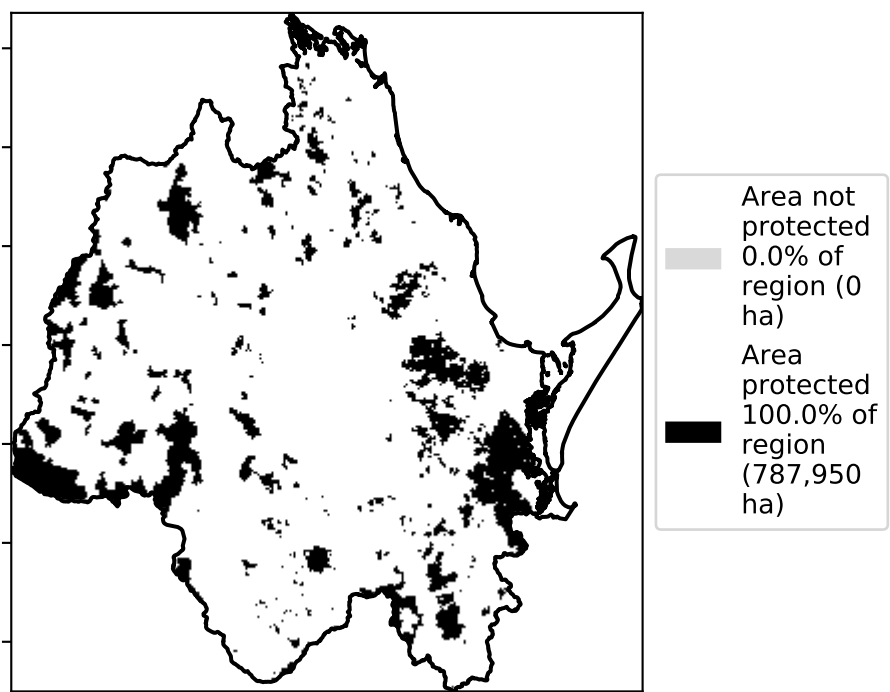 Area not
protected
0.0% of
region (0
ha)
Area
protected
100.0% of
region
(787,950
ha)